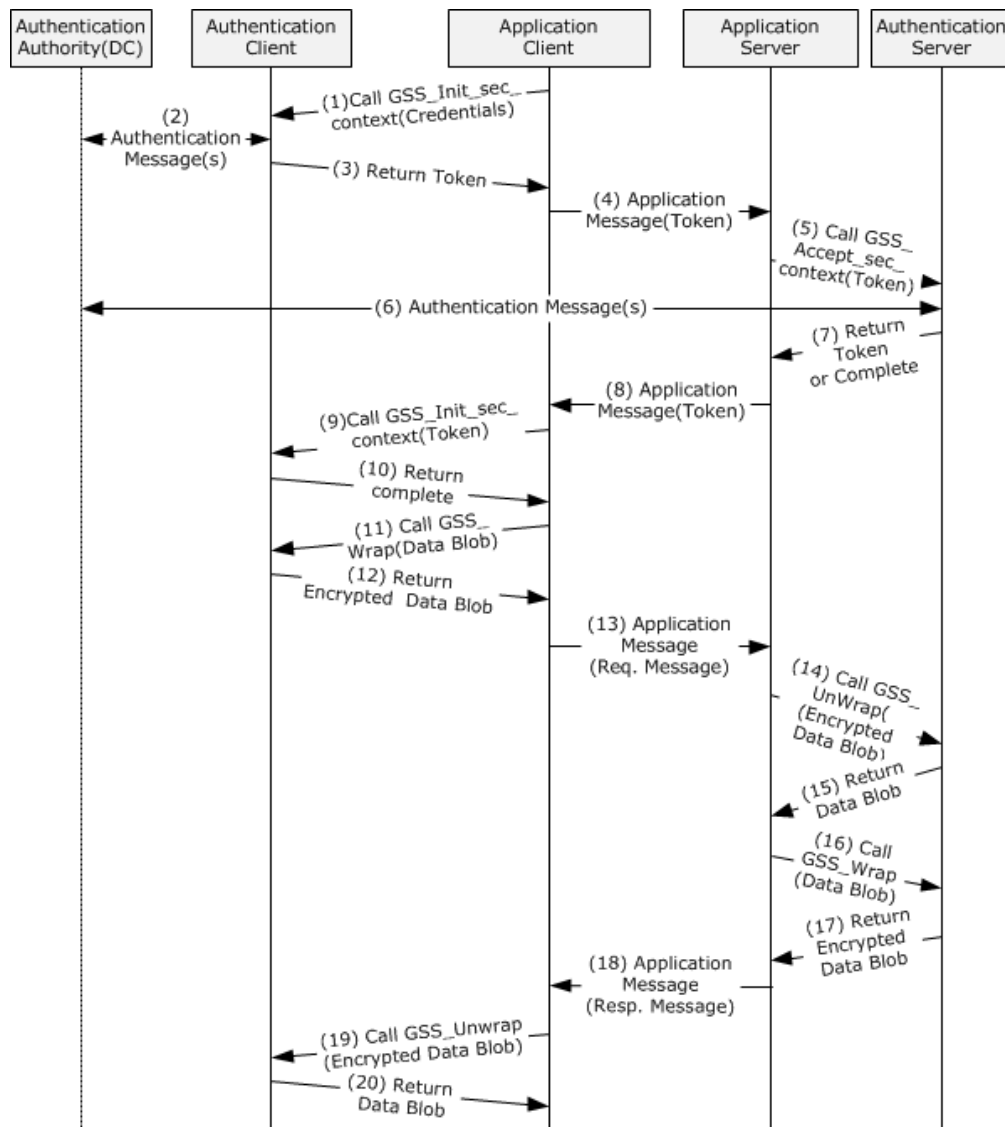 Authentication
Authority(DC)
Authentication
Client
Application
Client
Application
Server
Authentication
Server
(1)Call GSS_Init_sec_
context(Credentials)
(2)
Authentication
Message(s)
(3) Return Token
(4) Application
Message(Token)
(5) Call GSS_
Accept_sec_
context(Token)
(6) Authentication Message(s)
(7) Return
Token
or Complete
(8) Application
Message(Token)
(9)Call GSS_Init_sec_
context(Token)
(10) Return
complete
(11) Call GSS_
Wrap(Data Blob)
(12) Return
Encrypted Data Blob
(13) Application
Message
(Req. Message)
(14) Call GSS_
UnWrap(
(Encrypted
Data Blob)
(15) Return
Data Blob
(16) Call
GSS_Wrap
(Data Blob)
(17) Return
Encrypted
Data Blob
(18) Application
Message
(Resp. Message)
(19) Call GSS_Unwrap
(Encrypted Data Blob)
(20) Return
Data Blob